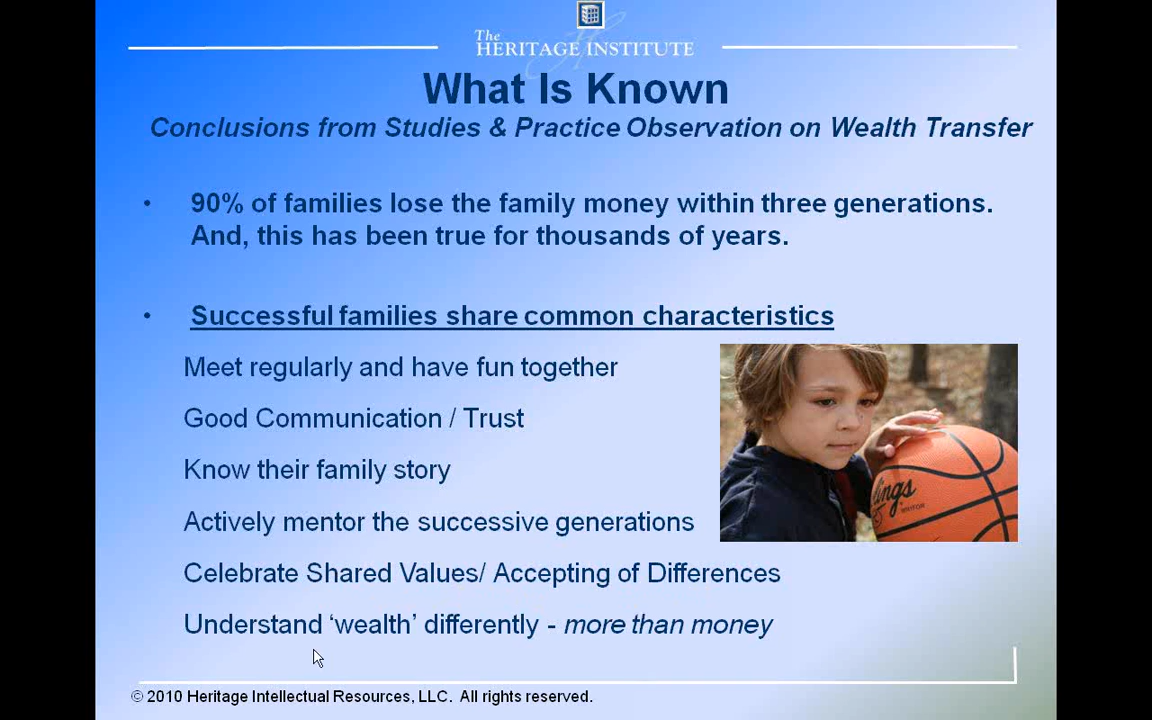 The
HERITAGE INSTITUTE
What Is Known
Conclusions from Studies & Practice Observation on Wealth Transfer
• 90% of families lose the family money within three generations.
And, this has been true for thousands of years.
• Successful families share common characteristics
Meet regularly and have fun together
Good Communication / Trust
Know their family story
Actively mentor the successive generations
Celebrate Shared Values/ Accepting of Differences
Understand ‘wealth’ differently - more than money
© 2010 Heritage Intellectual Resources, LLC. All rights reserved.